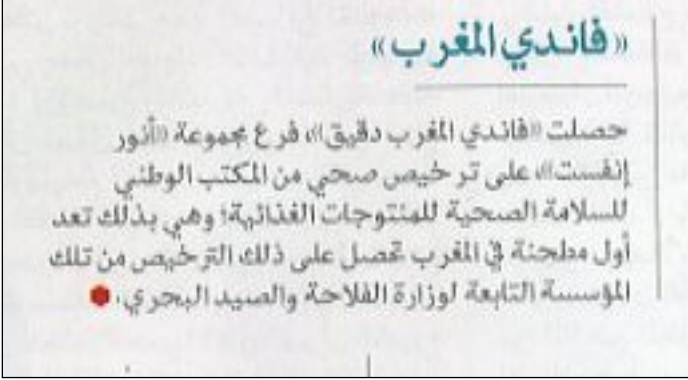 «فاندي المغرب»
حصلت «فاندي المغرب دقيق»، فرع مجموعة «أنور
إنفست»، على ترخيص صحي من المكتب الوطني
للسلامة الصحية للمنتوجات الغذائية؛ وهي بذلك تعد
أول مطحنة في المغرب تحصل على ذلك الترخيص من تلك
المؤسسة التابعة لوزارة الفلاحة والصيد البحري.